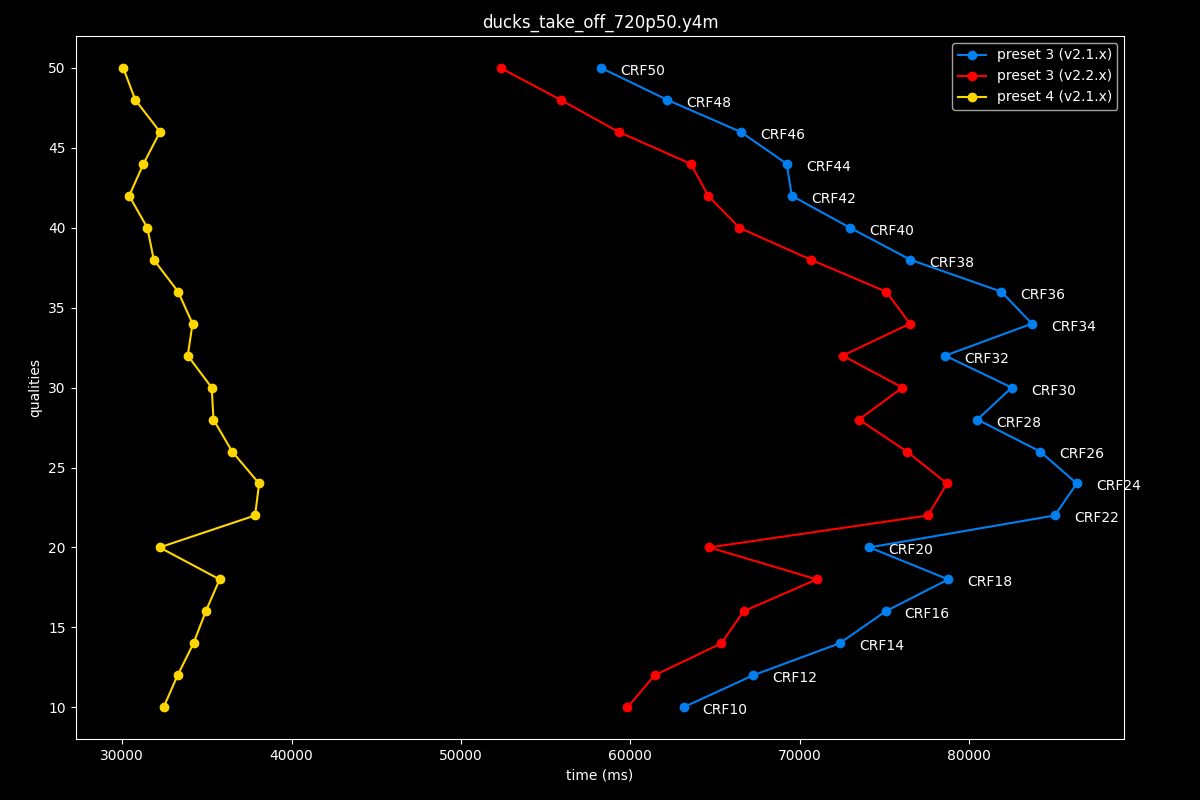 ducks_take_off_720p50.y4m
preset 3 (v2.1.x)
preset 3 (v2.2.x)
preset 4 (v2.1.x)
qualities
50
45
40
35
30
25
20
15
10
CRF50
CRF48
CRF46
CRF44
CRF42
CRF40
CRF38
CRF36
CRF34
CRF32
CRF30
CRF28
CRF26
CRF24
CRF22
CRF20
CRF18
CRF16
CRF14
CRF12
CRF10
30000 40000 50000 60000 70000 80000
time (ms)